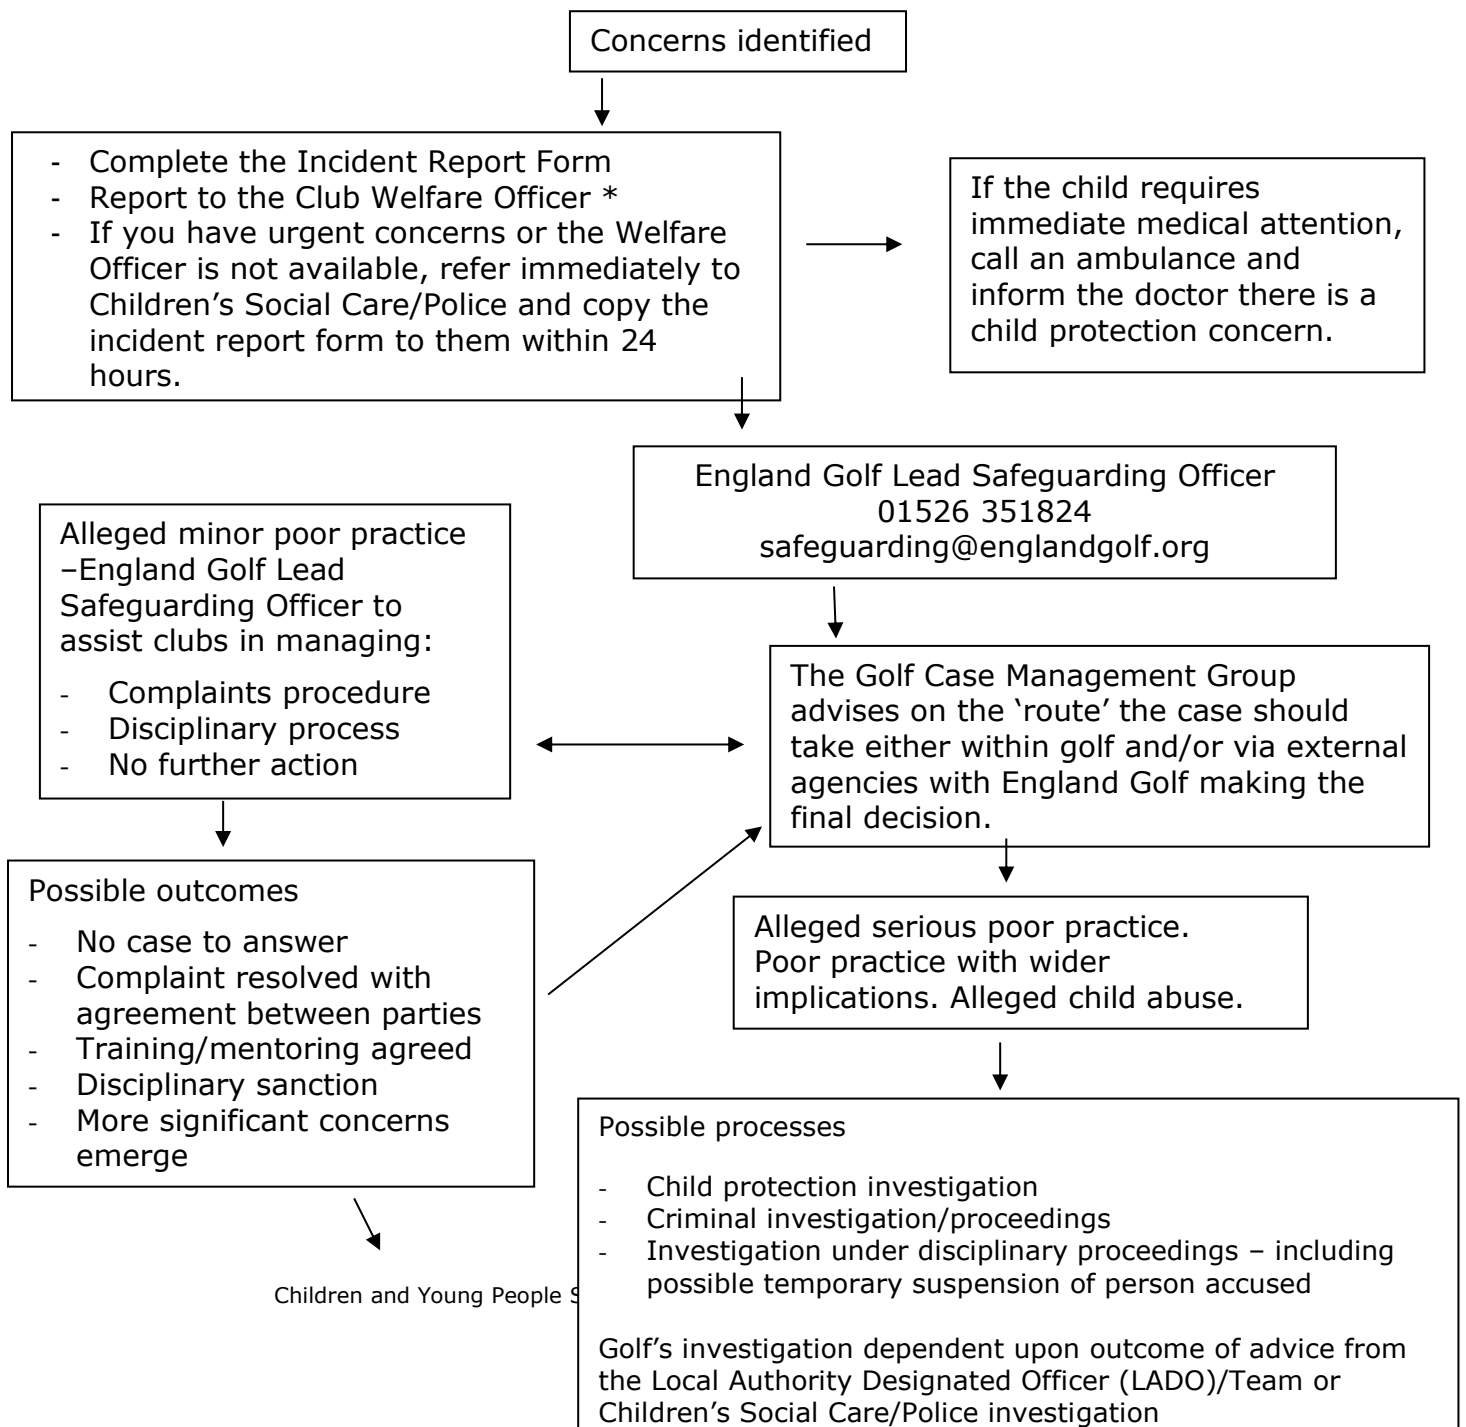 Concerns identified
- Complete the Incident Report Form
- Report to the Club Welfare Officer *
- If you have urgent concerns or the Welfare
Officer is not available, refer immediately to
Children’s Social Care/Police and copy the
incident report form to them within 24
hours.
If the child requires
immediate medical attention,
call an ambulance and
inform the doctor there is a
child protection concern.
England Golf Lead Safeguarding Officer
01526 351824
safeguarding@englandgolf.org
Alleged minor poor practice
–England Golf Lead
Safeguarding Officer to
assist clubs in managing:
- Complaints procedure
- Disciplinary process
- No further action
The Golf Case Management Group
advises on the ‘route’ the case should
take either within golf and/or via external
agencies with England Golf making the
final decision.
Possible outcomes
- No case to answer
- Complaint resolved with
agreement between parties
- Training/mentoring agreed
- Disciplinary sanction
- More significant concerns
emerge
Alleged serious poor practice.
Poor practice with wider
implications. Alleged child abuse.
Possible processes
- Child protection investigation
- Criminal investigation/proceedings
- Investigation under disciplinary proceedings – including
possible temporary suspension of person accused
Golf’s investigation dependent upon outcome of advice from
the Local Authority Designated Officer (LADO)/Team or
Children’s Social Care/Police investigation
Children and Young People